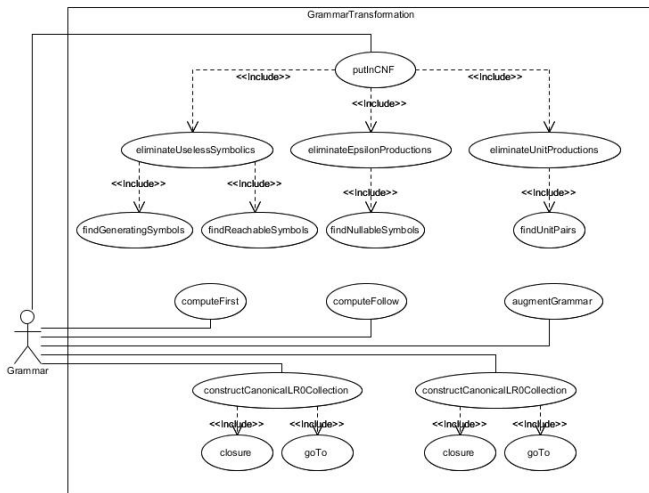 GrammarTransformation
putInCNF
<<Include>>
<<Include>>
<<Include>>
eliminateUselessSymbolics
eliminateEpsilonProductions
eliminateUnitProductions
<<Include>>
<<Include>>
<<Include>>
<<Include>>
findGeneratingSymbols
findReachableSymbols
findNullableSymbols
findUnitPairs
computeFirst
computeFollow
augmentGrammar
Grammar
constructCanonicalLR0Collection
constructCanonicalLR0Collection
<<Include>>
<<Include>>
<<Include>>
<<Include>>
closure
goTo
closure
goTo